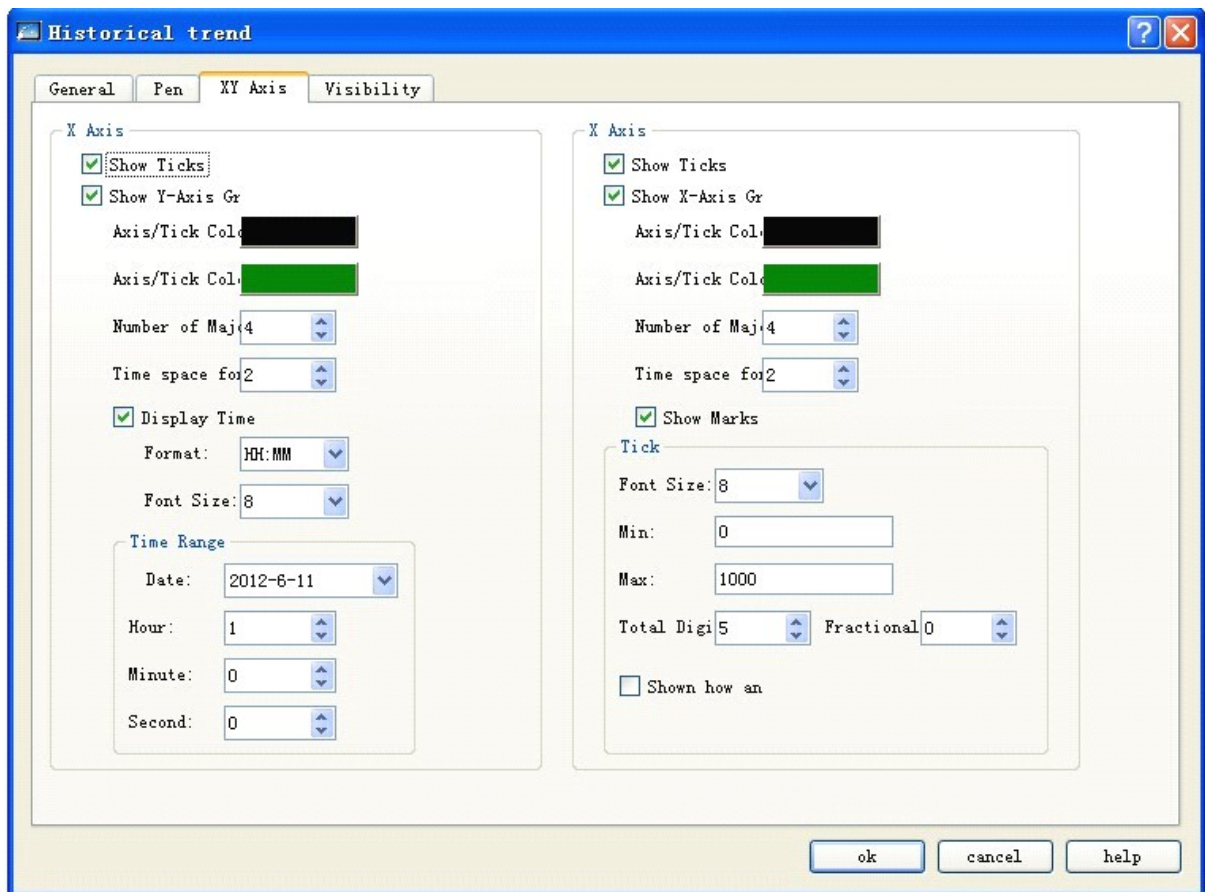 Historical trend
General Pen XY Axis Visibility
X Axis
Show Ticks
Show Y-Axis Gr
Axis/Tick Col
Axis/Tick Col
Number of Maj 4
Time space for 2
Display Time
Format: HH:MM
Font Size: 8
Time Range
Date: 2012-6-11
Hour: 1
Minute: 0
Second: 0
X Axis
Show Ticks
Show X-Axis Gr
Axis/Tick Col
Axis/Tick Col
Number of Maj 4
Time space for 2
Show Marks
Tick
Font Size: 8
Min: 0
Max: 1000
Total Digi 5 Fractional 0
Shown how an
ok cancel help